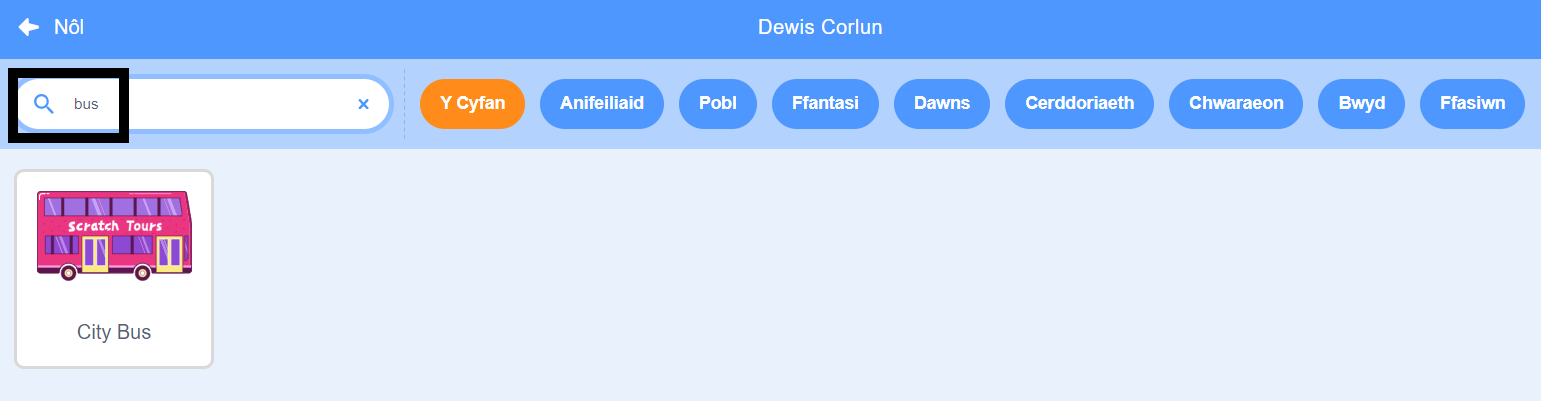 Nôl
Dewis Corlun
bus
Y Cyfan
Anifeiliaid
Pobl
Ffantasi
Dawns
Cerddoriaeth
Chwaraeon
Bwyd
Ffasiwn
Scratch Tours
City Bus